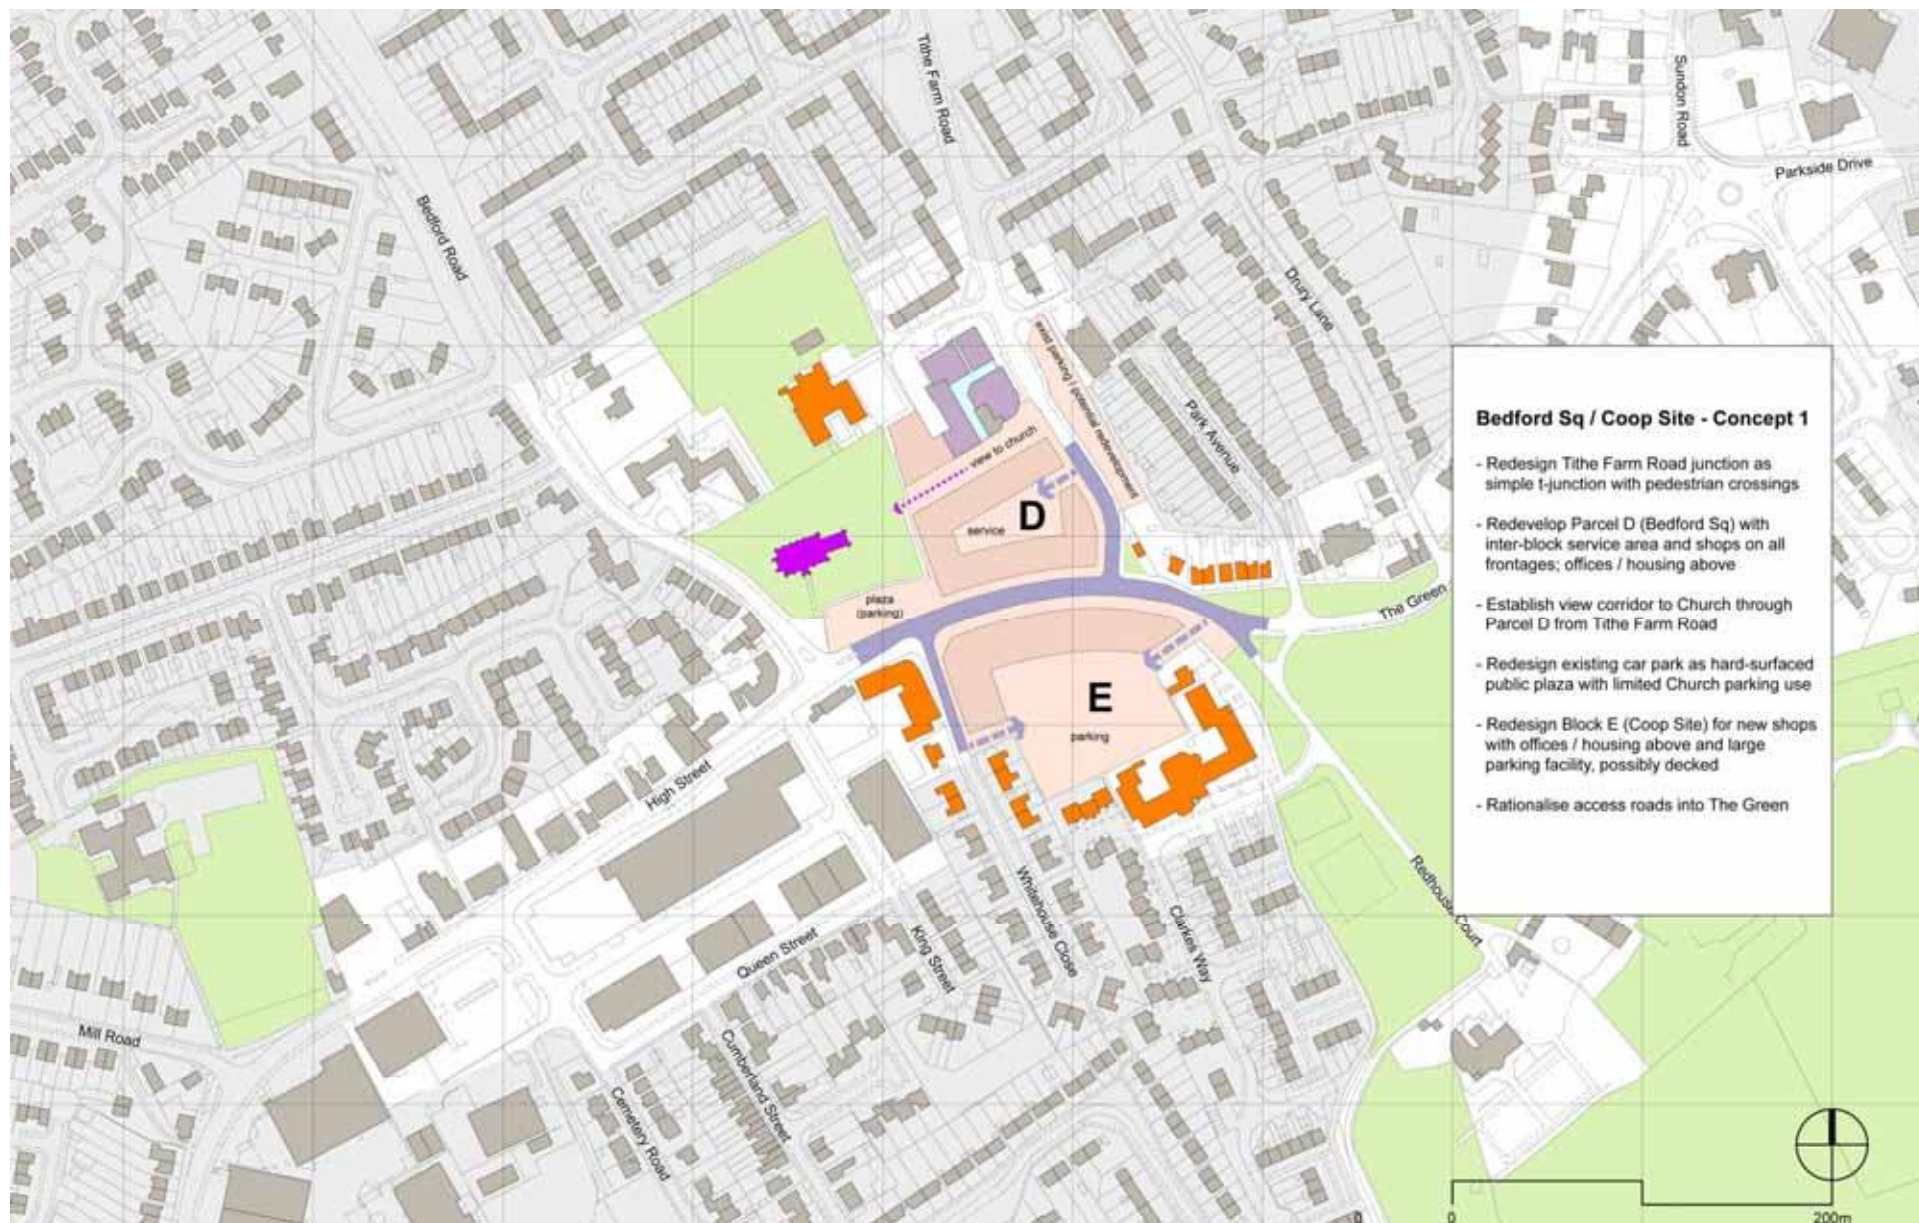 Tithe Farm Road
Sundon Road
Parkside Drive
Bedford Road
Drury Lane
exist parking / potential redevelopment
Park Avenue
view to church
D
service
plaza
(parking)
The Green
E
parking
High Street
Queen Street
King Street
Whitehouse Close
Clarkes Way
Redhouse Court
Mill Road
Cumberland Street
Cemetery Road
Bedford Sq / Coop Site - Concept 1
- Redesign Tithe Farm Road junction as
simple t-junction with pedestrian crossings
- Redevelop Parcel D (Bedford Sq) with
inter-block service area and shops on all
frontages; offices / housing above
- Establish view corridor to Church through
Parcel D from Tithe Farm Road
- Redesign existing car park as hard-surfaced
public plaza with limited Church parking use
- Redesign Block E (Coop Site) for new shops
with offices / housing above and large
parking facility, possibly decked
- Rationalise access roads into The Green
0
0
200m